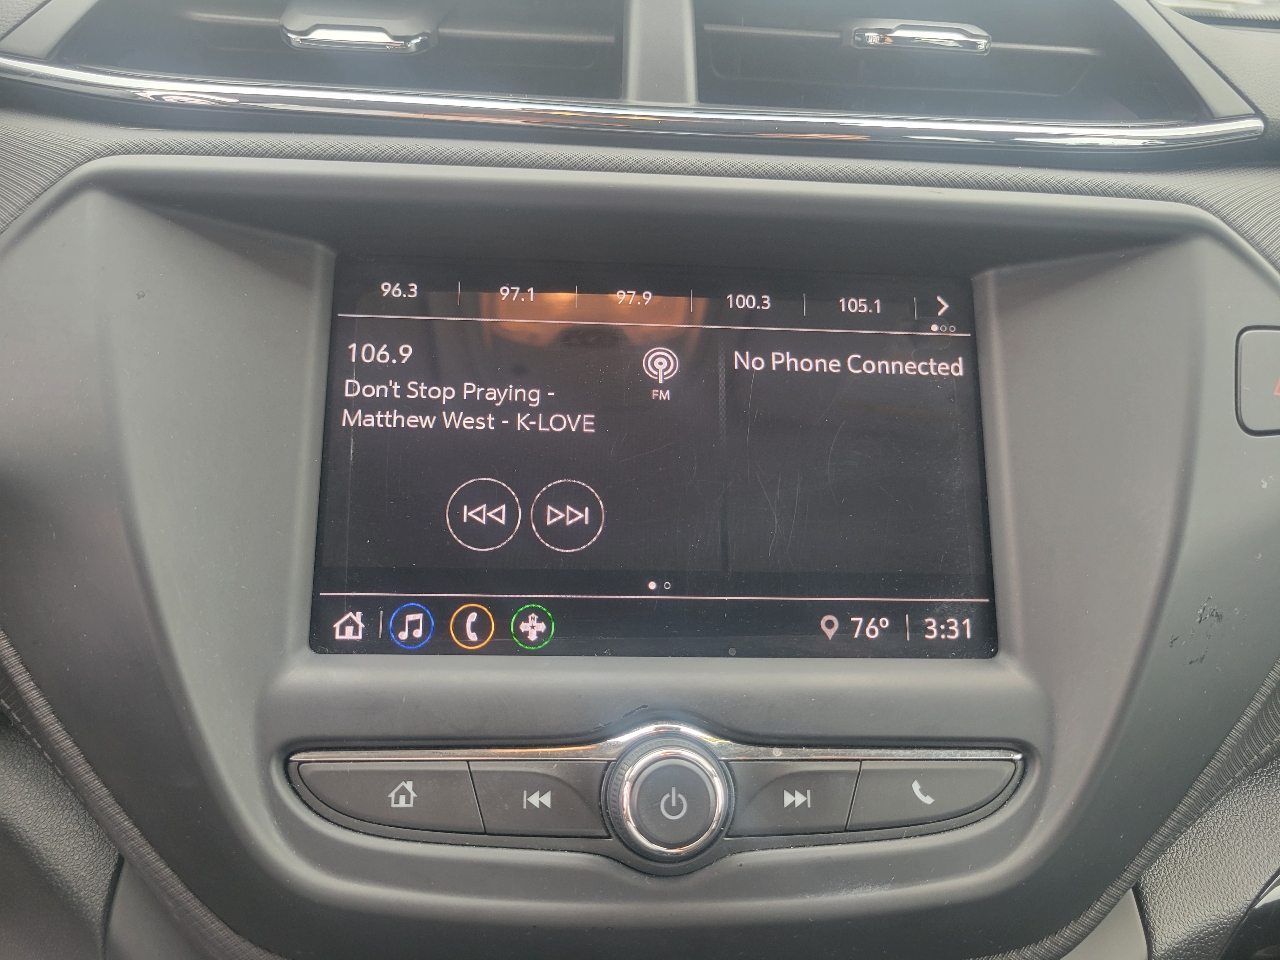 96.3 97.1 97.9 100.3 105.1
106.9
FM
No Phone Connected
Don't Stop Praying -
Matthew West - K-LOVE
N
76° 3:31